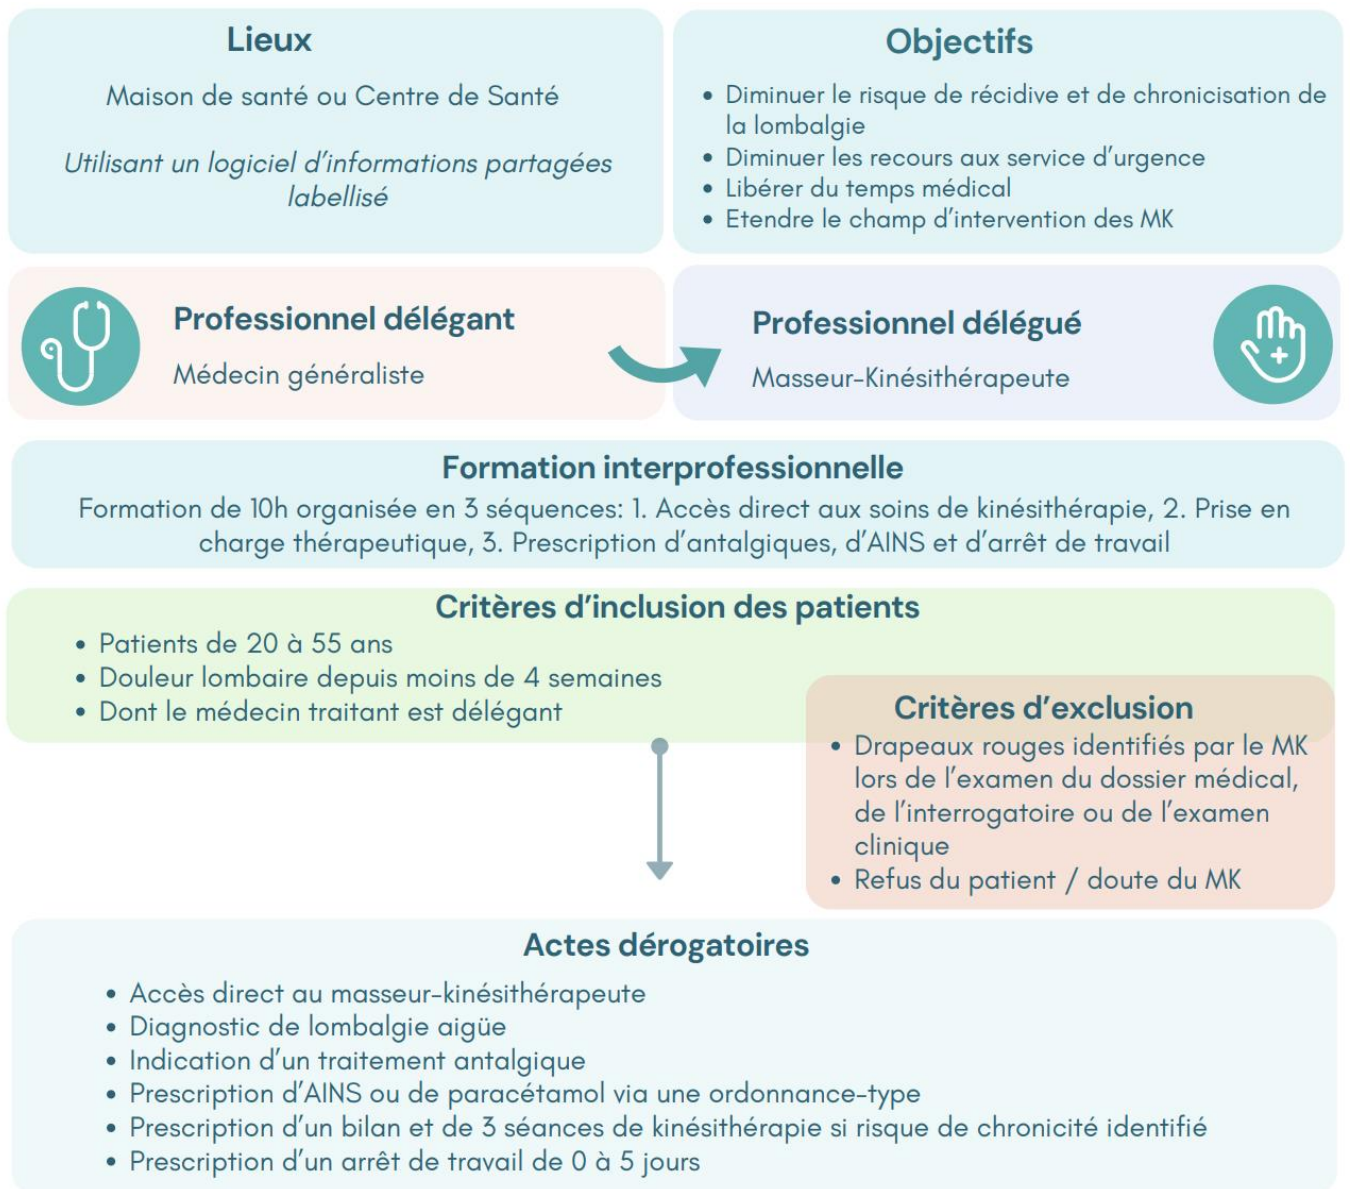 Lieux
Maison de santé ou Centre de Santé
Utilisant un logiciel d'informations partagées
labellisé
Objectifs
• Diminuer le risque de récidive et de chronicisation de
la lombalgie
• Diminuer les recours aux service d'urgence
• Libérer du temps médical
• Etendre le champ d'intervention des MK
Professionnel délégant
Médecin généraliste
Professionnel délégué
Masseur-Kinésithérapeute
Formation interprofessionnelle
Formation de 10h organisée en 3 séquences: 1. Accès direct aux soins de kinésithérapie, 2. Prise en
charge thérapeutique, 3. Prescription d'antalgiques, d'AINS et d'arrêt de travail
Critères d'inclusion des patients
• Patients de 20 à 55 ans
• Douleur lombaire depuis moins de 4 semaines
• Dont le médecin traitant est délégant
Critères d'exclusion
• Drapeaux rouges identifiés par le MK
lors de l'examen du dossier médical,
de l'interrogatoire ou de l'examen
clinique
• Refus du patient / doute du MK
Actes dérogatoires
• Accès direct au masseur-kinésithérapeute
• Diagnostic de lombalgie aigüe
• Indication d'un traitement antalgique
• Prescription d'AINS ou de paracétamol via une ordonnance-type
• Prescription d'un bilan et de 3 séances de kinésithérapie si risque de chronicité identifié
• Prescription d'un arrêt de travail de 0 à 5 jours